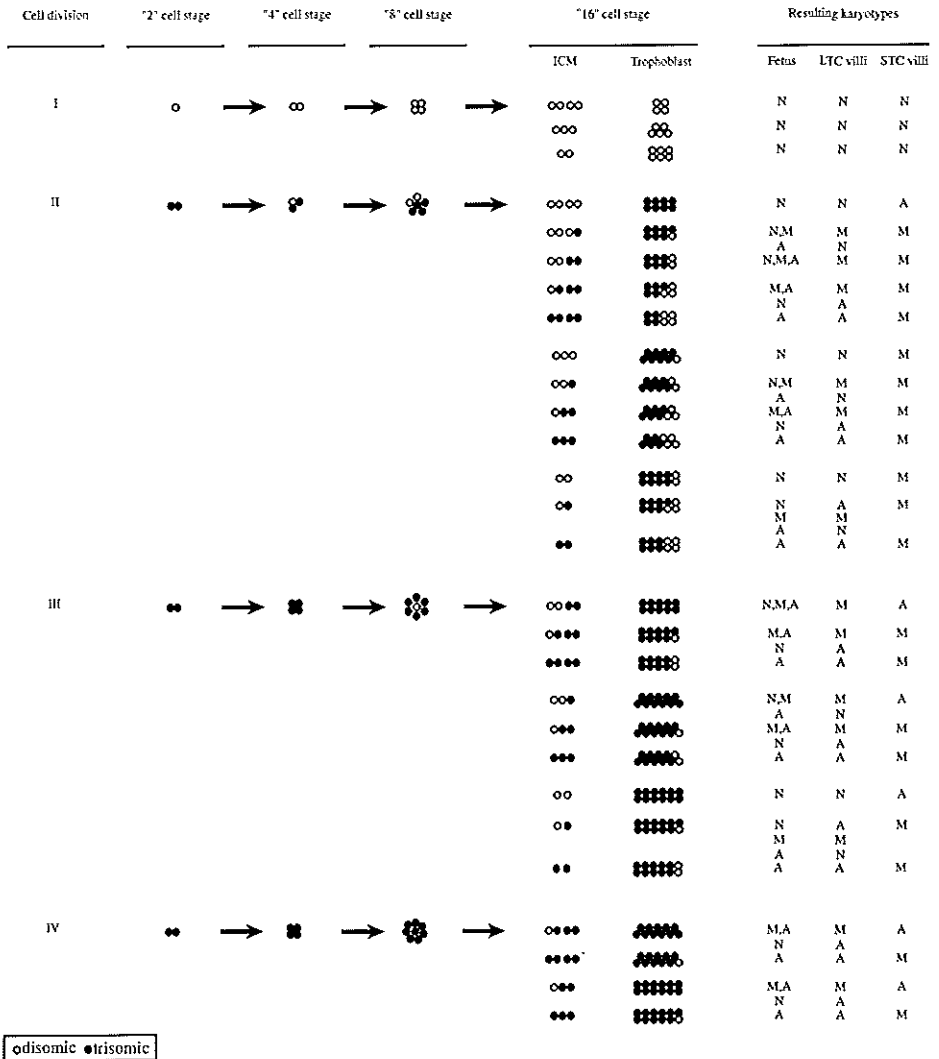 Cell division "2" cell stage "4" cell stage "8" cell stage "16" cell stage Resulting karyotypes
ICM Trophoblast Fetus LTC villi STC villi
I N N N
N N N
N N N
II N N A
N,M M M
A N
N,M,A M M
M,A M M
N A
A A M
N N M
N,M M M
A N
M,A M M
N A
A A M
N N M
N A M
M M
A N
A A M
III N,M,A M A
M,A M M
N A
A A M
N,M M A
A N
M,A M M
N A
A A M
N N A
N A M
M M
A N
A A M
IV M,A M A
N A
A A M
M,A M A
N A
A A M
disomic trisomic